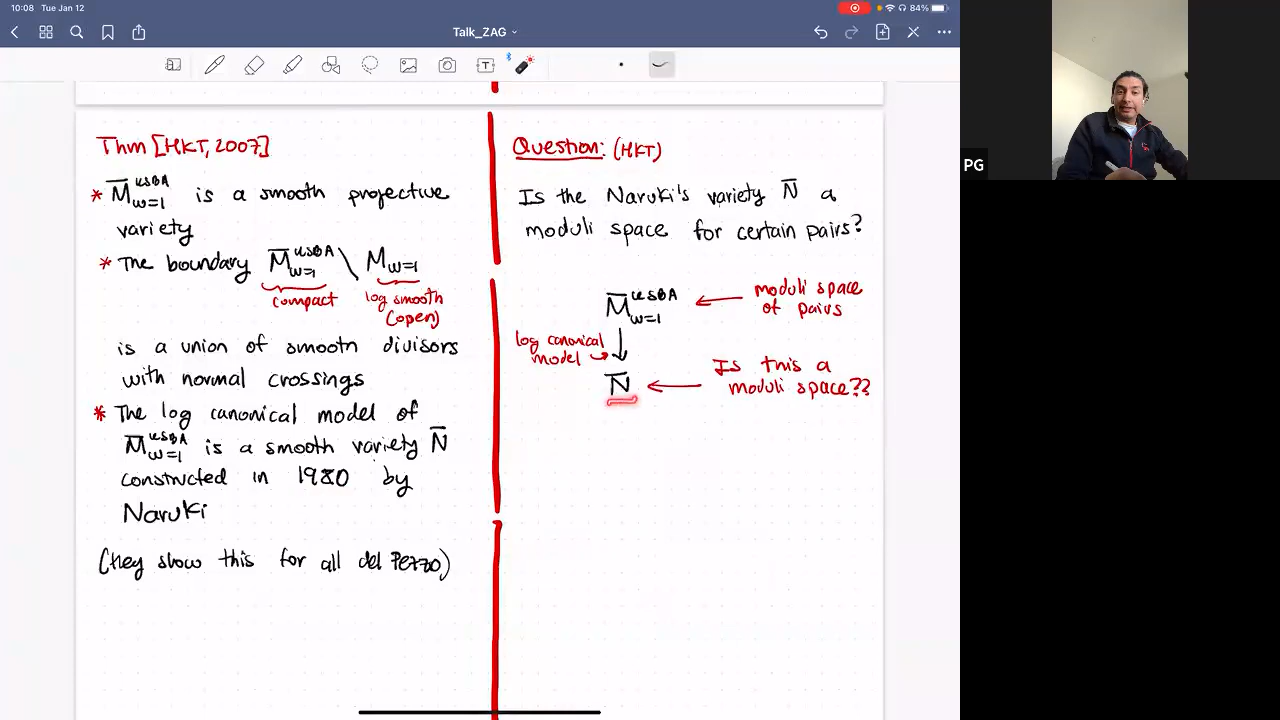 10:08 Tue Jan 12
84%
Talk_ZAG
Thm [HKT, 2007]
* M̅^{KSBA}_{w=1} is a smooth projective
variety
* The boundary M̅^{KSBA}_{w=1} \ M_{w=1}
compact
log smooth
(open)
is a union of smooth divisors
with normal crossings
* The log canonical model of
M̅^{KSBA}_{w=1} is a smooth variety N̅
constructed in 1980 by
Naruki
(they show this for all del Pezzo)
Question: (HKT)
Is the Naruki's variety N̅ a
moduli space for certain pairs?
M̅^{KSBA}_{w=1} ← moduli space
of pairs
log canonical
model
↓
N̅ ← Is this a
moduli space??
PG